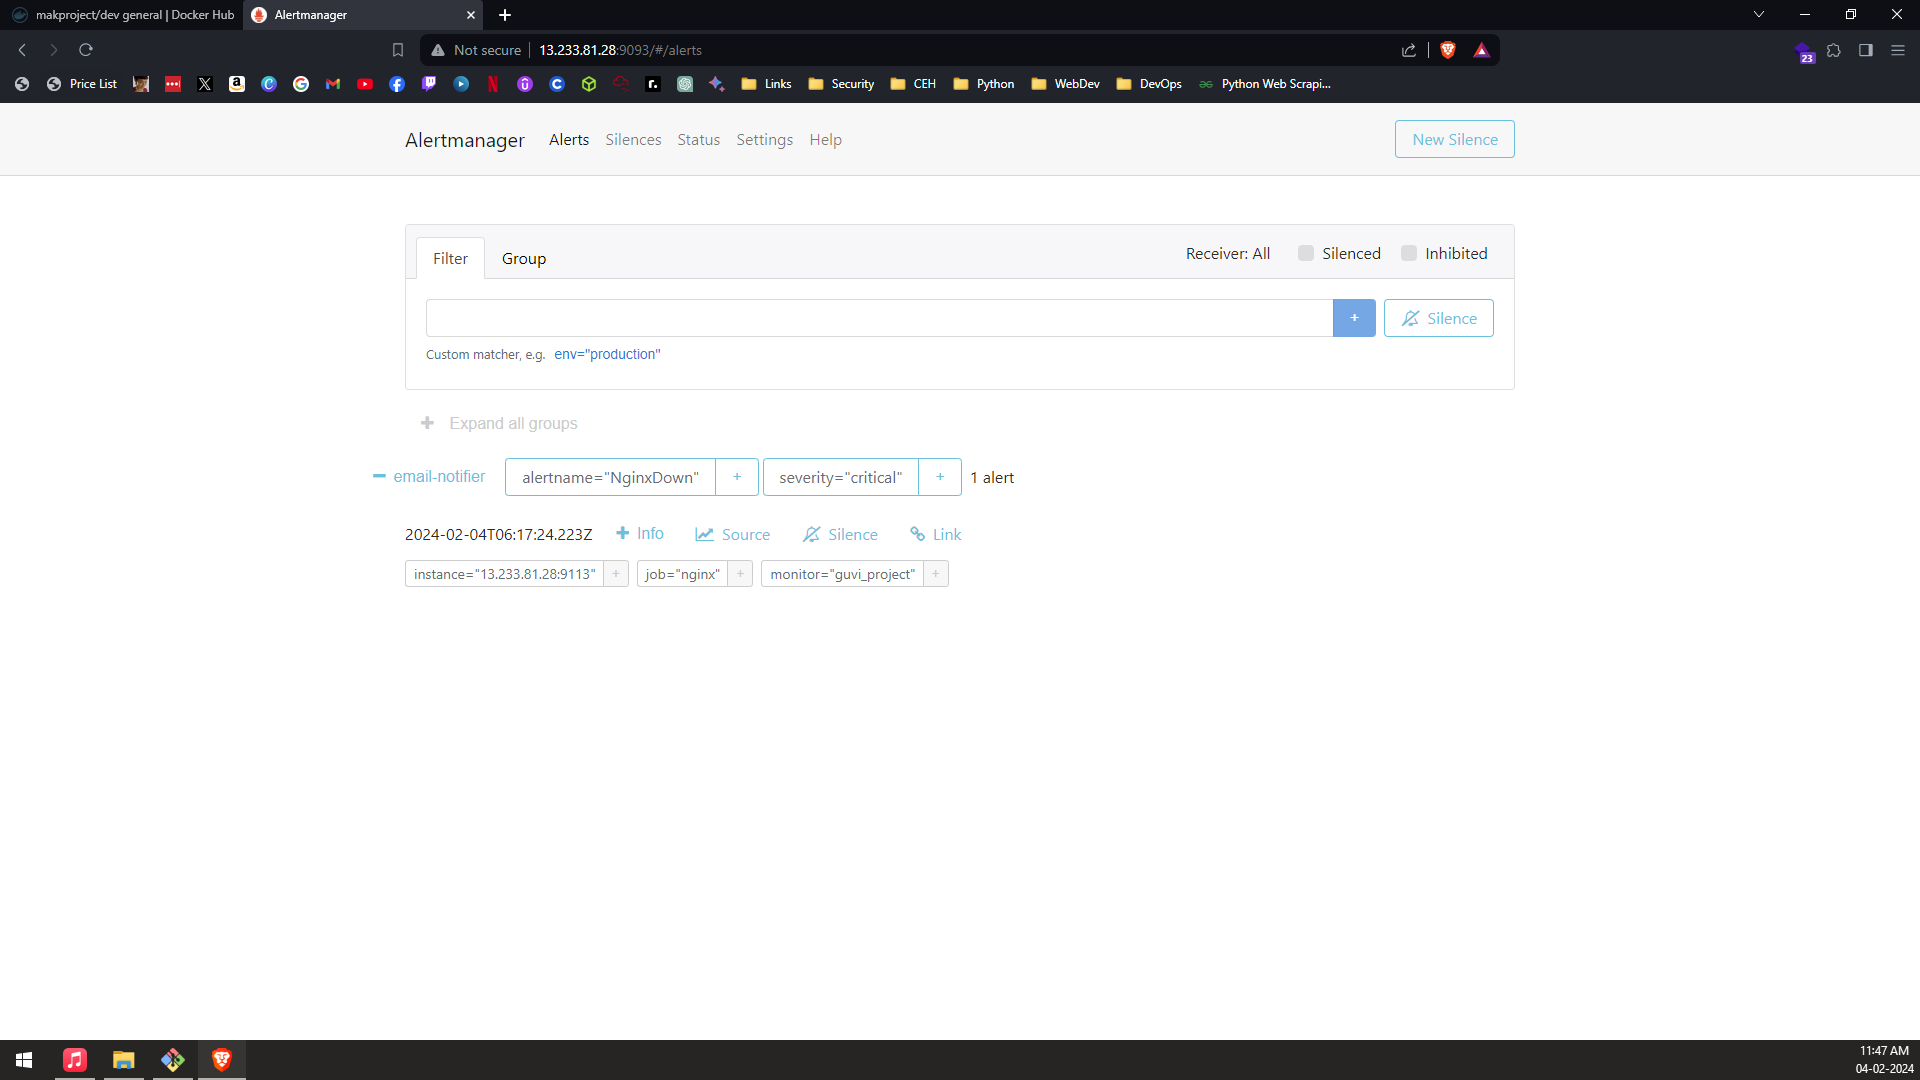 makproject/dev general | Docker Hub
Alertmanager
Not secure
13.233.81.28:9093/#/alerts
23
Price List
Links
Security
CEH
Python
WebDev
DevOps
Python Web Scrapi...
Alertmanager
Alerts
Silences
Status
Settings
Help
New Silence
Filter
Group
Receiver: All
Silenced
Inhibited
+
Silence
Custom matcher, e.g. env="production"
+ Expand all groups
− email-notifier
alertname="NginxDown" +
severity="critical" +
1 alert
2024-02-04T06:17:24.223Z
+ Info
Source
Silence
Link
instance="13.233.81.28:9113" +
job="nginx" +
monitor="guvi_project" +
11:47 AM
04-02-2024